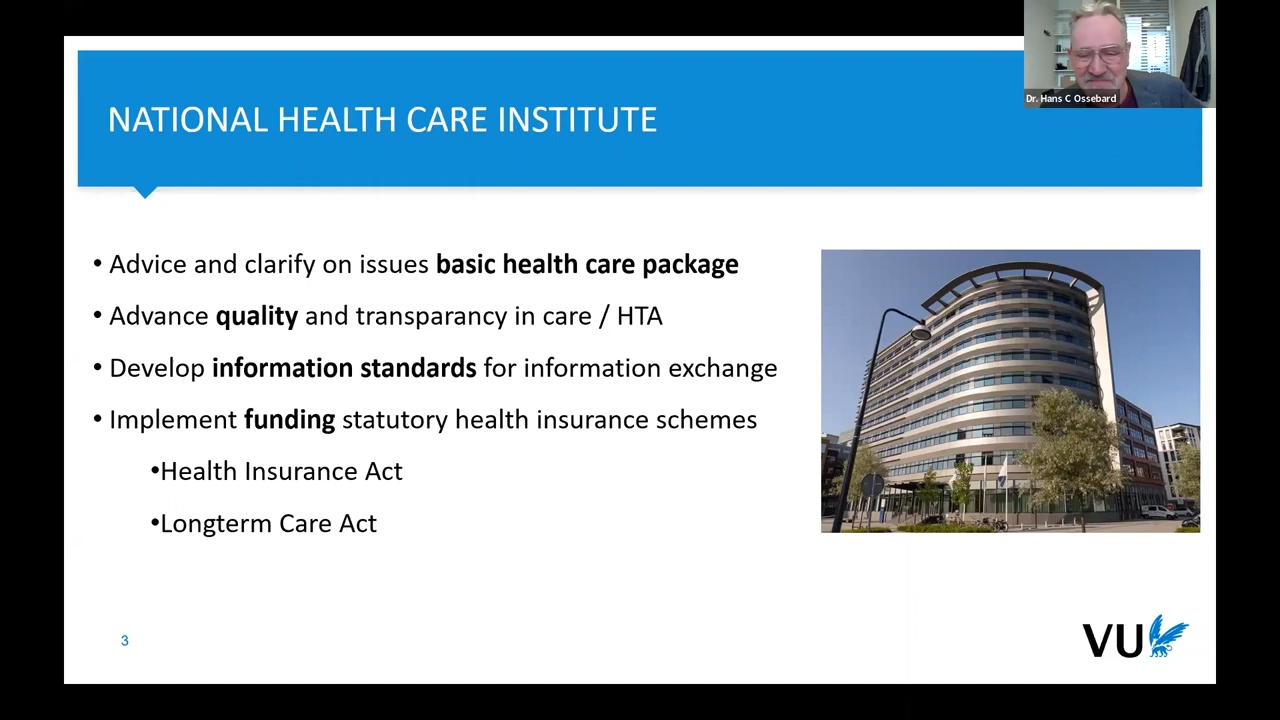 Dr. Hans C Ossebard
NATIONAL HEALTH CARE INSTITUTE
• Advice and clarify on issues basic health care package
• Advance quality and transparancy in care / HTA
• Develop information standards for information exchange
• Implement funding statutory health insurance schemes
•Health Insurance Act
•Longterm Care Act
3
VU